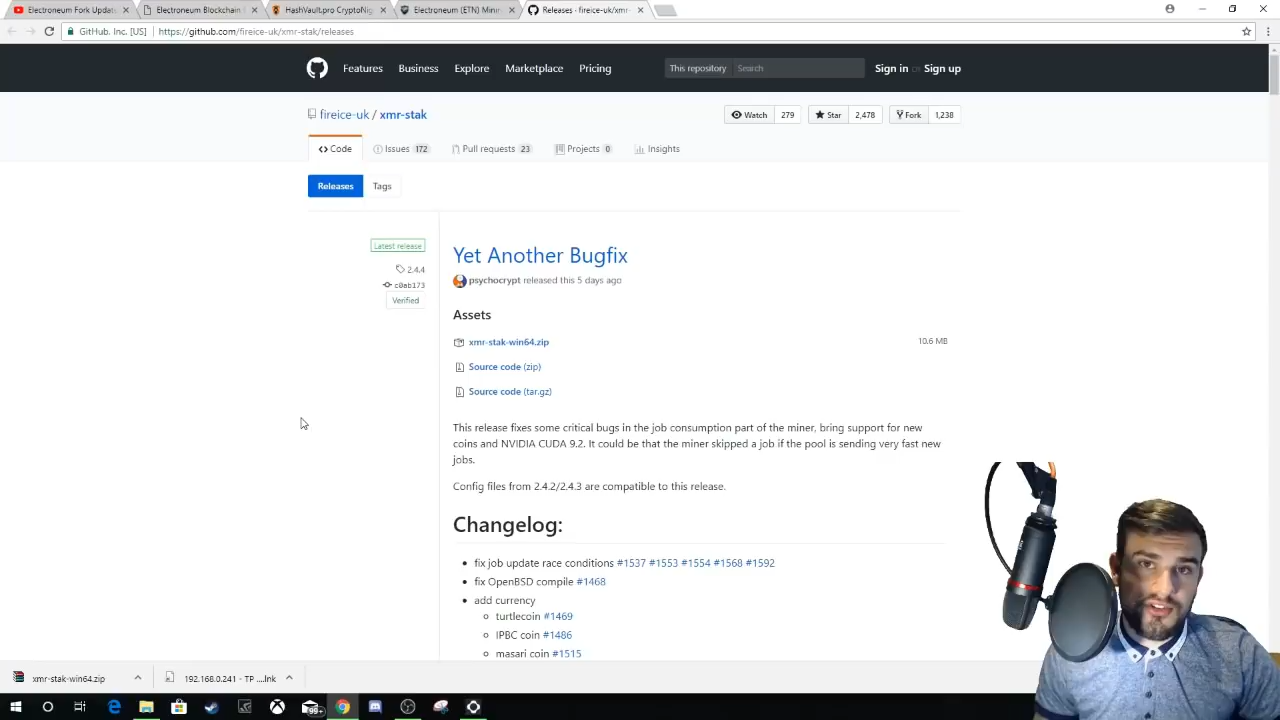 Electroneum Fork Updat
Electroneum Blockchain
HashVault.pro CryptoNig
Electroneum (ETN) Minin
Releases · fireice-uk/xmr-
GitHub, Inc. [US]
https://github.com/fireice-uk/xmr-stak/releases
Features
Business
Explore
Marketplace
Pricing
This repository
Search
Sign in or Sign up
fireice-uk / xmr-stak
Watch 279
Star 2,478
Fork 1,238
Code
Issues 172
Pull requests 23
Projects 0
Insights
Releases
Tags
Latest release
2.4.4
c0ab173
Verified
Yet Another Bugfix
psychocrypt released this 5 days ago
Assets
xmr-stak-win64.zip
10.6 MB
Source code (zip)
Source code (tar.gz)
This release fixes some critical bugs in the job consumption part of the miner, bring support for new
coins and NVIDIA CUDA 9.2. It could be that the miner skipped a job if the pool is sending very fast new
jobs.
Config files from 2.4.2/2.4.3 are compatible to this release.
Changelog:
fix job update race conditions #1537 #1553 #1554 #1568 #1592
fix OpenBSD compile #1468
add currency
turtlecoin #1469
IPBC coin #1486
masari coin #1515
xmr-stak-win64.zip
192.168.0.241 - TP ....lnk
99+